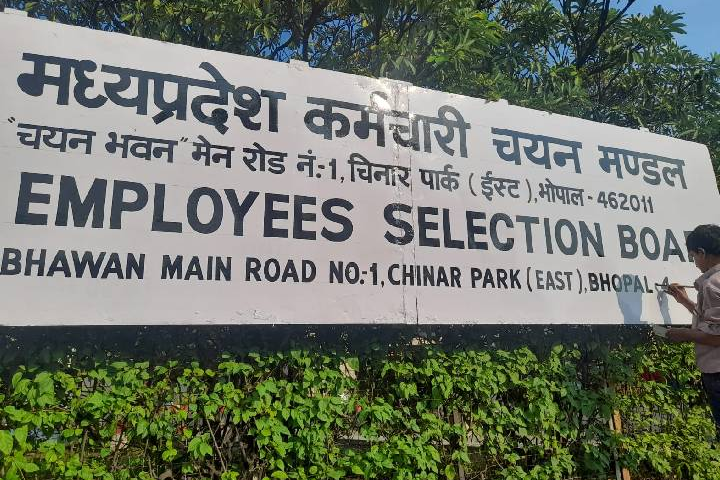 मध्यप्रदेश कर्मचारी चयन मण्डल
"चयन भवन" मेन रोड नं:-1, चिनार पार्क ( ईस्ट ), भोपाल - 462011
EMPLOYEES SELECTION BOA
BHAWAN MAIN ROAD NO:-1, CHINAR PARK (EAST), BHOPAL - 4